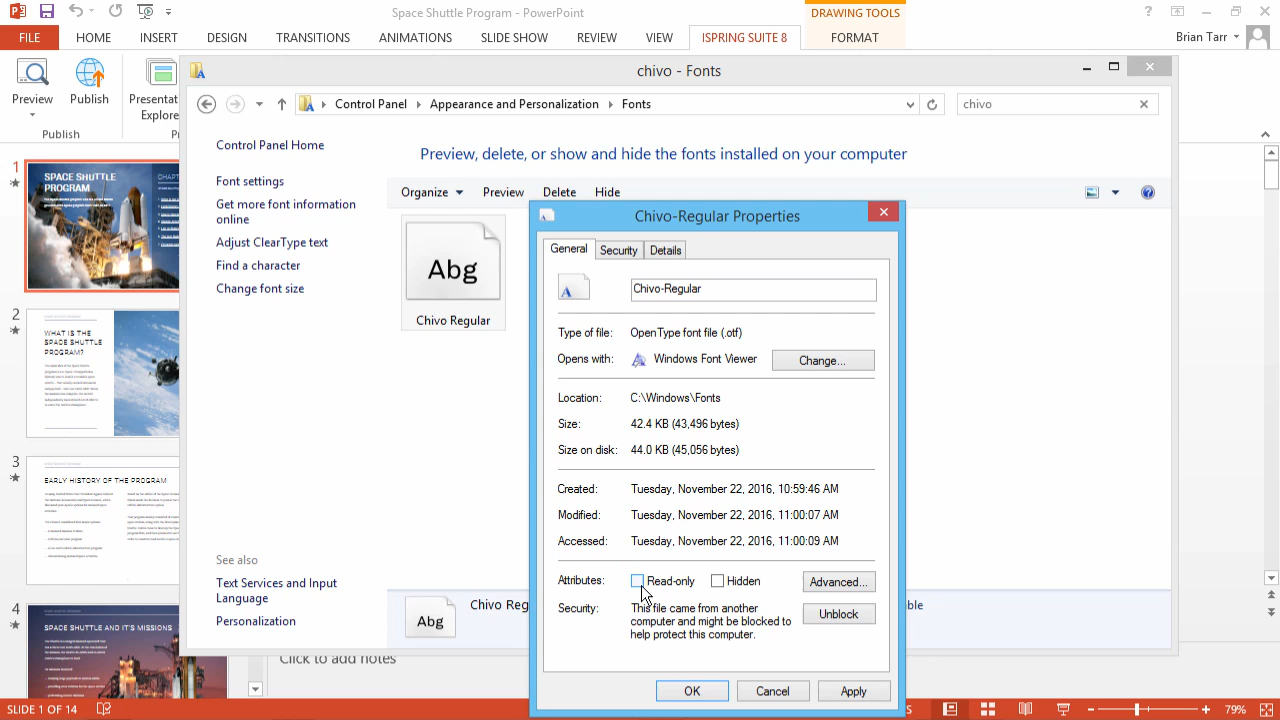 Space Shuttle Program - PowerPoint
DRAWING TOOLS
FILE
HOME
INSERT
DESIGN
TRANSITIONS
ANIMATIONS
SLIDE SHOW
REVIEW
VIEW
ISPRING SUITE 8
FORMAT
Brian Tarr
Preview
Publish
Presentat
Explore
Publish
chivo - Fonts
Control Panel
Appearance and Personalization
Fonts
chivo
Control Panel Home
Font settings
Get more font information
online
Adjust ClearType text
Find a character
Change font size
Preview, delete, or show and hide the fonts installed on your computer
Organize
Delete
Hide
Abg
Chivo Regu
See also
Text Services and Input
Language
Personalization
Abg
Chivo Reg
Chivo-Regular Properties
General
Security
Details
Chivo-Regular
Type of file:
OpenType font file (.otf)
Opens with:
Windows Font Viewe
Change...
C:\Windows\Fonts
Size:
42.4 KB (43,496 bytes)
Size on disk:
44.0 KB (45,056 bytes)
Tuesday, November 22, 2016, 10:59:46 AM
Tuesday, November 22, 2016, 11:00:07 AM
Tuesday, November 22, 2016, 11:00:09 AM
Attributes:
Read-only
Advanced...
Security:
This file came from another
computer and might be blocked to
help protect this computer.
Unblock
OK
Apply
1
SPACE SHUTTLE
PROGRAM
2
WHAT IS THE
SPACE SHUTTLE
PROGRAM?
3
EARLY HISTORY OF THE PROGRAM
4
SPACE SHUTTLE AND IT'S MISSIONS
Click to add notes
SLIDE 1 OF 14
79%